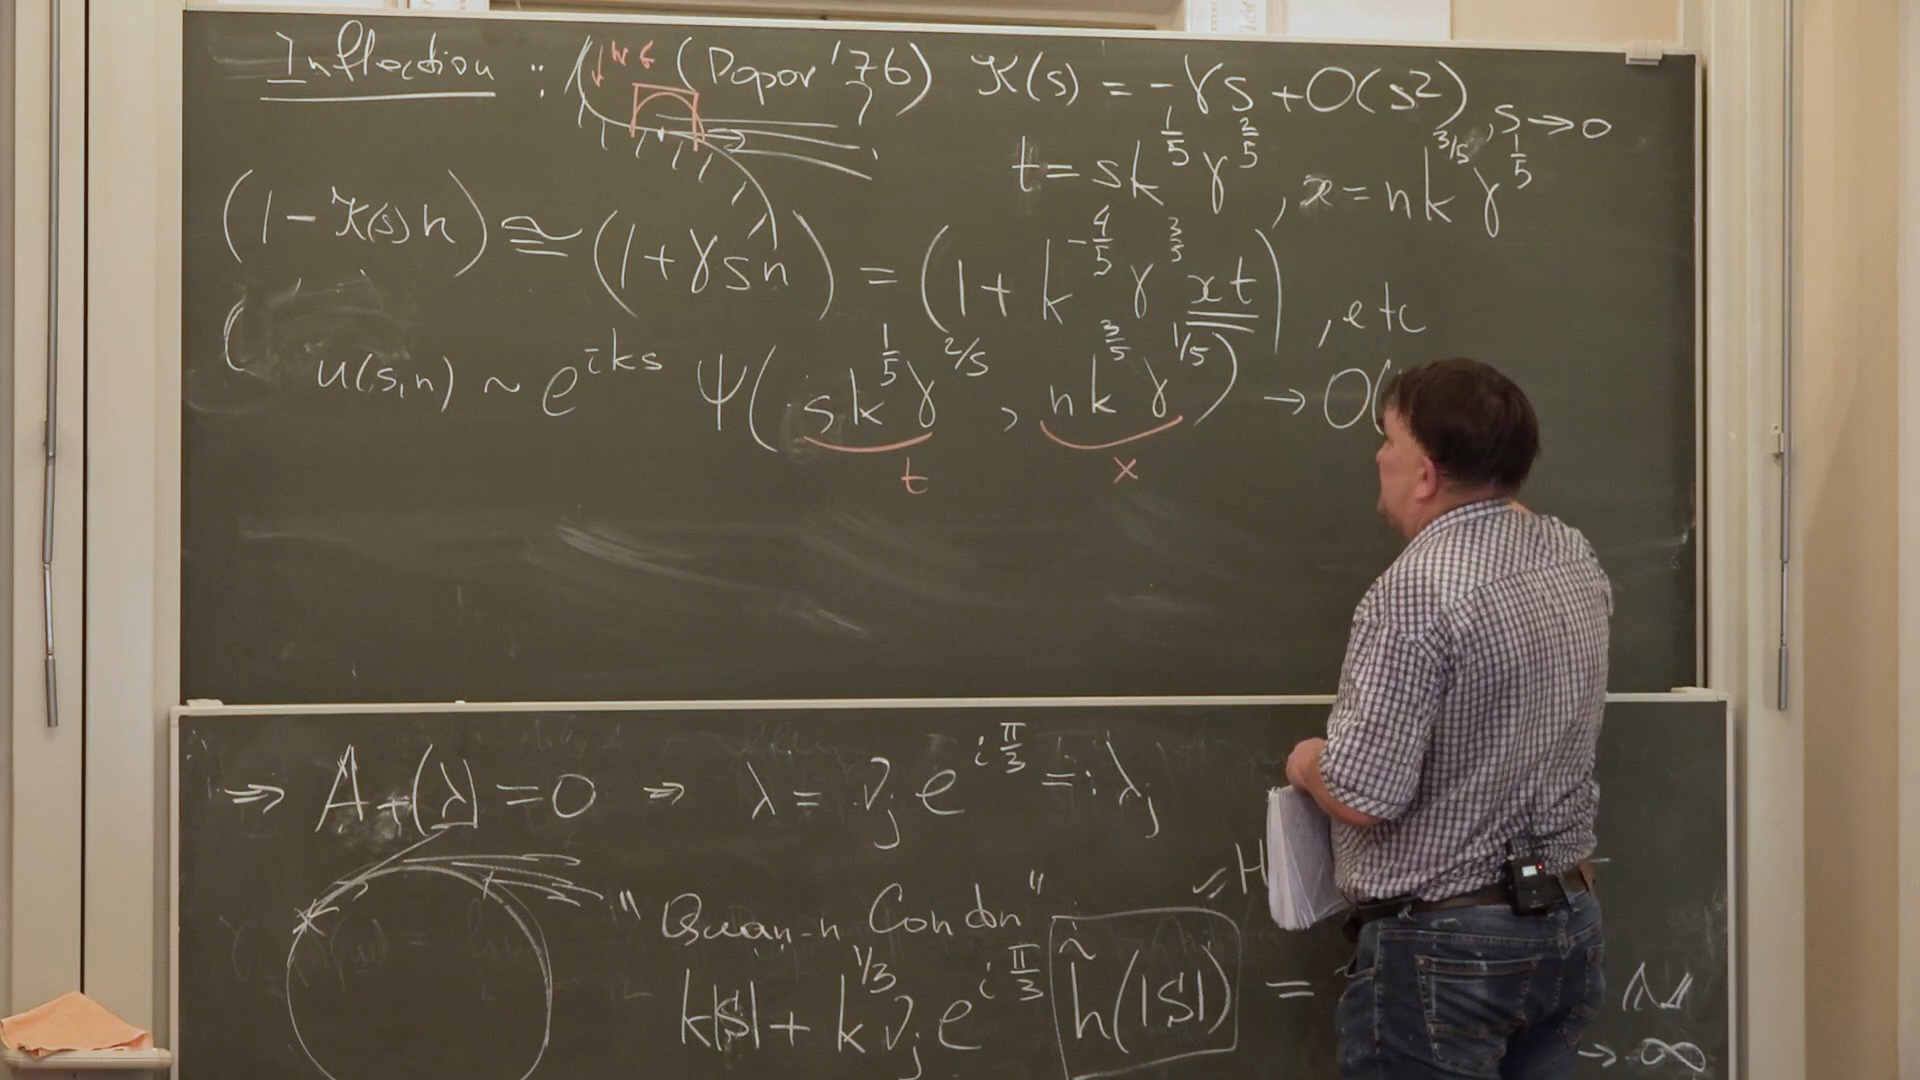 Inflection : (Popov '76) 𝒦(s) = -γs + O(s²), s → 0
WG
t = sk^{1/5} γ^{2/5}, x = nk^{3/5} γ^{1/5}
(1 - 𝒦(s)n) ≅ (1 + γsn) = (1 + k^{-4/5} γ^{3/5} xt), etc
u(s,n) ~ e^{iks} Ψ(sk^{1/5} γ^{2/5}, nk^{3/5} γ^{1/5}) → O(
t x
⇒ A₊(λ) = 0 → λ = ν_j e^{iπ/3} =: λ_j
"Quan-n Condn"
k|S| + k^{1/3} ν_j e^{iπ/3} ĥ(|S|) =
→ ∞